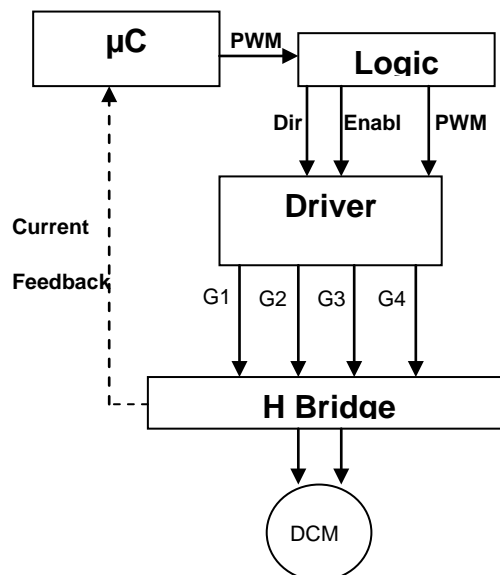 µC
PWM
Logic
Dir
Enabl
PWM
Driver
Current
Feedback
G1
G2
G3
G4
H Bridge
DCM